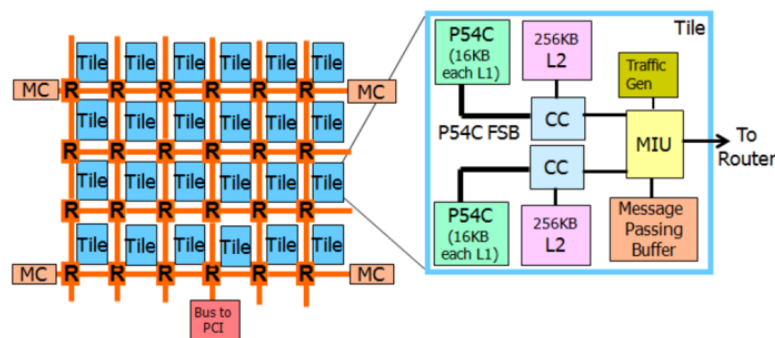 Tile Tile Tile Tile Tile Tile
MC R R R R R R MC
Tile Tile Tile Tile Tile Tile
R R R R R R
Tile Tile Tile Tile Tile Tile
R R R R R R
Tile Tile Tile Tile Tile Tile
MC R R R R R R MC
Bus to
PCI
Tile
P54C
(16KB
each L1)
256KB
L2
Traffic
Gen
P54C FSB
CC
MIU
To
Router
CC
P54C
(16KB
each L1)
256KB
L2
Message
Passing
Buffer